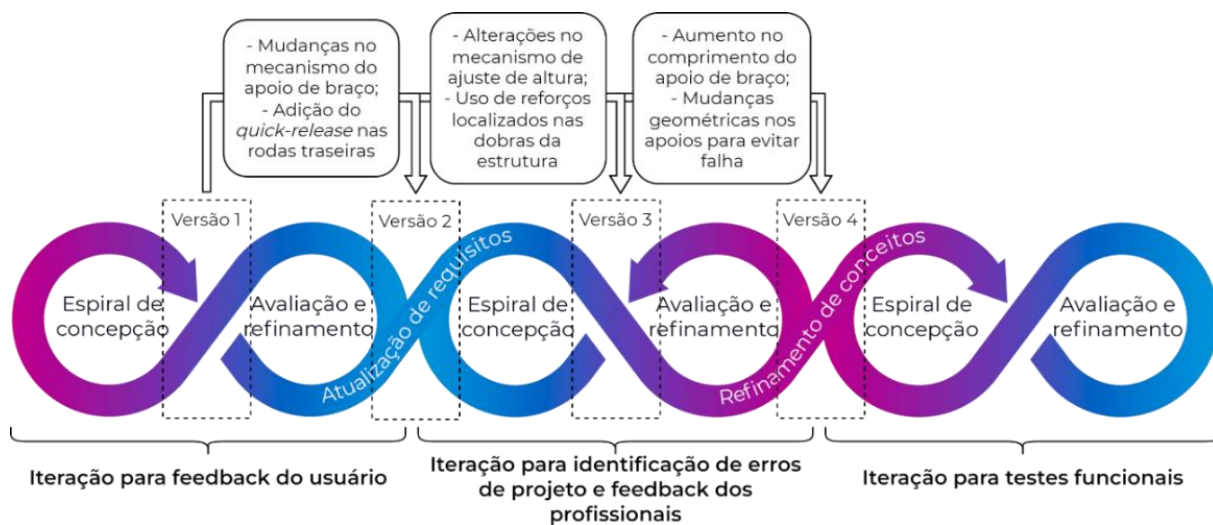 - Mudanças no
mecanismo do
apoio de braço;
- Adição do
quick-release nas
rodas traseiras
- Alterações no
mecanismo de
ajuste de altura;
- Uso de reforços
localizados nas
dobras da
estrutura
- Aumento no
comprimento do
apoio de braço;
- Mudanças
geométricas nos
apoios para evitar
falha
Versão 1
Versão 2
Versão 3
Versão 4
Espiral de
concepção
Avaliação e
refinamento
Atualização de requisitos
Espiral de
concepção
Avaliação e
refinamento
Refinamento de conceitos
Espiral de
concepção
Avaliação e
refinamento
Iteração para feedback do usuário
Iteração para identificação de erros
de projeto e feedback dos
profissionais
Iteração para testes funcionais